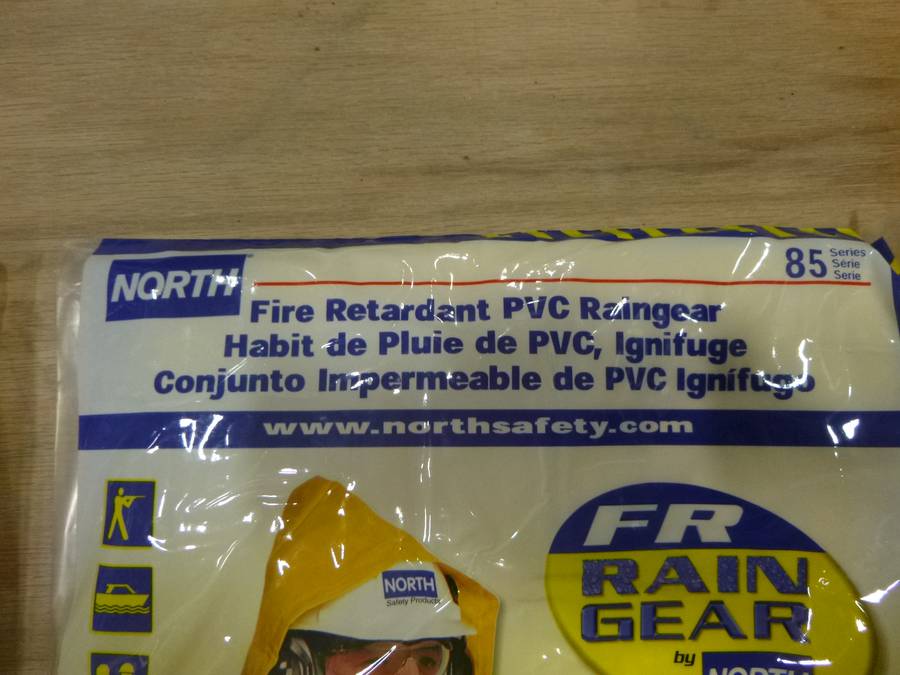 NORTH
85 Series
Série
Serie
Fire Retardant PVC Raingear
Habit de Pluie de PVC, Ignifuge
Conjunto Impermeable de PVC Ignífugo
www.northsafety.com
FR
RAIN
GEAR
by NORTH
NORTH
Safety Products